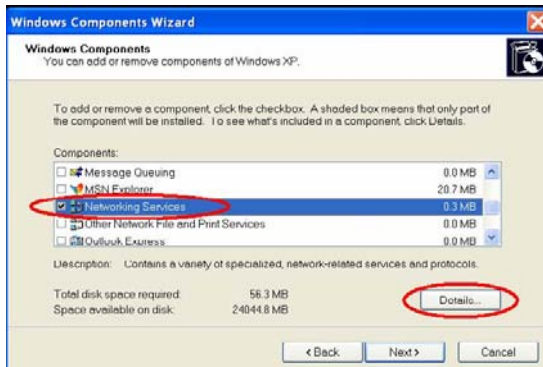 Windows Components Wizard
Windows Components
You can add or remove components of Windows XP.
To add or remove a component, click the checkbox. A shaded box means that only part of
the component will be installed. To see what's included in a component, click Details.
Components:
Message Queuing 0.0 MB
MSN Explorer 20.7 MB
Networking Services 0.3 MB
Other Network File and Print Services 0.0 MB
Outlook Express 0.0 MB
Description: Contains a variety of specialized, network-related services and protocols.
Total disk space required: 56.3 MB
Space available on disk: 24044.8 MB
Details...
< Back Next > Cancel